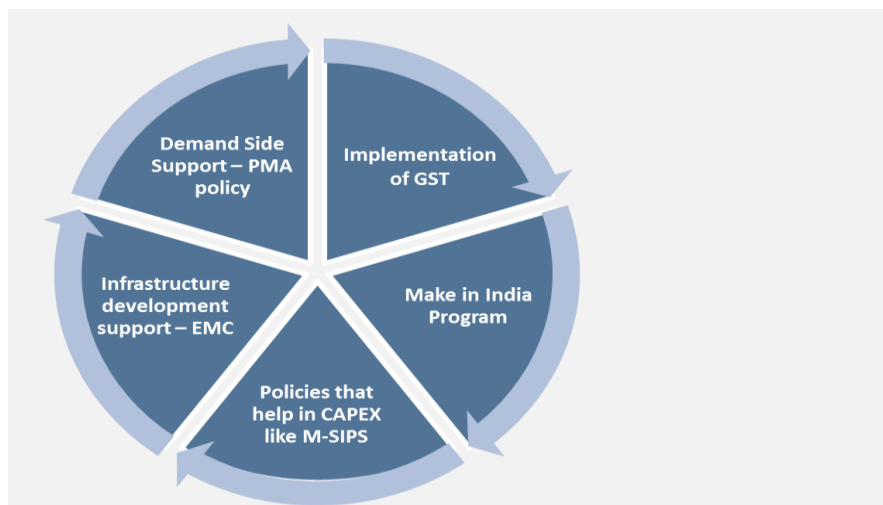 Demand Side
Support – PMA
policy
Implementation
of GST
Infrastructure
development
support – EMC
Make in India
Program
Policies that
help in CAPEX
like M-SIPS